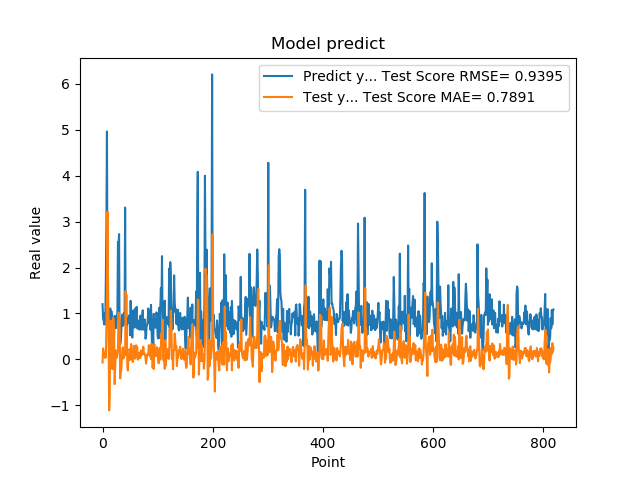 Model predict
Predict y... Test Score RMSE= 0.9395
Test y... Test Score MAE= 0.7891
Real value
6
5
4
3
2
1
0
−1
0 200 400 600 800
Point